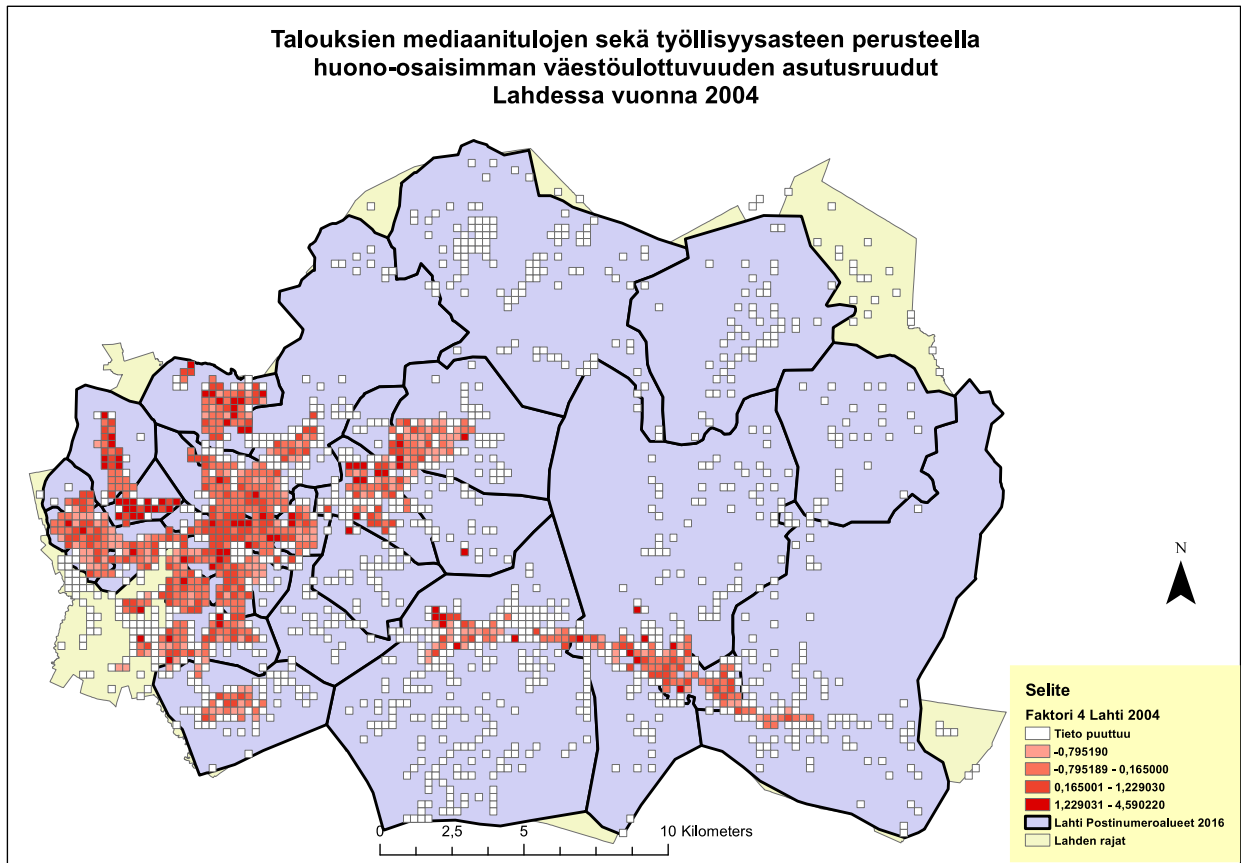 Talouksien mediaanitulojen sekä työllisyysasteen perusteella
huono-osaisimman väestöulottuvuuden asutusruudut
Lahdessa vuonna 2004
N
Selite
Faktori 4 Lahti 2004
Tieto puuttuu
-0,795190
-0,795189 - 0,165000
0,165001 - 1,229030
1,229031 - 4,590220
Lahti Postinumeroalueet 2016
Lahden rajat
0 2,5 5 10 Kilometers